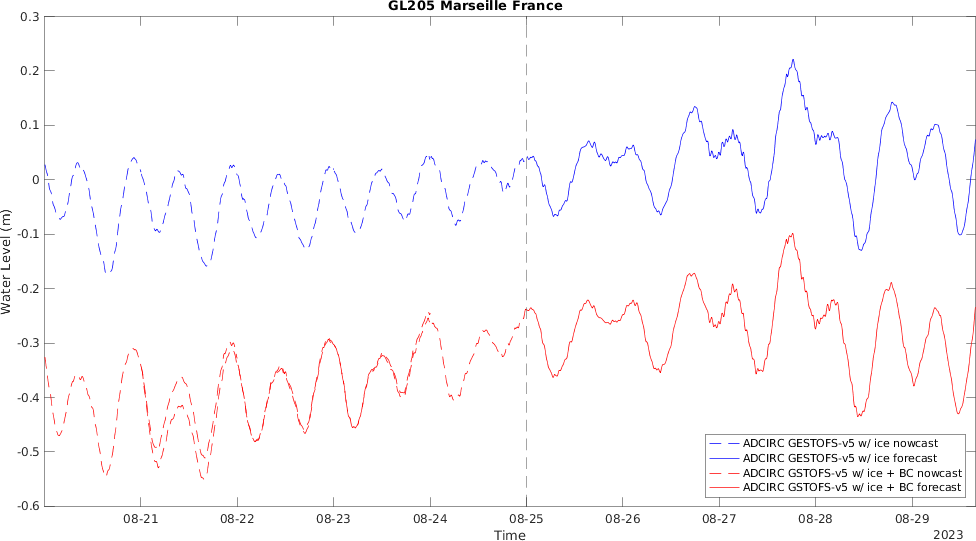 GL205 Marseille France
0.3
0.2
0.1
0
-0.1
-0.2
-0.3
-0.4
-0.5
-0.6
Water Level (m)
ADCIRC GESTOFS-v5 w/ ice nowcast
ADCIRC GESTOFS-v5 w/ ice forecast
ADCIRC GSTOFS-v5 w/ ice + BC nowcast
ADCIRC GSTOFS-v5 w/ ice + BC forecast
08-21 08-22 08-23 08-24 08-25 08-26 08-27 08-28 08-29
Time
2023